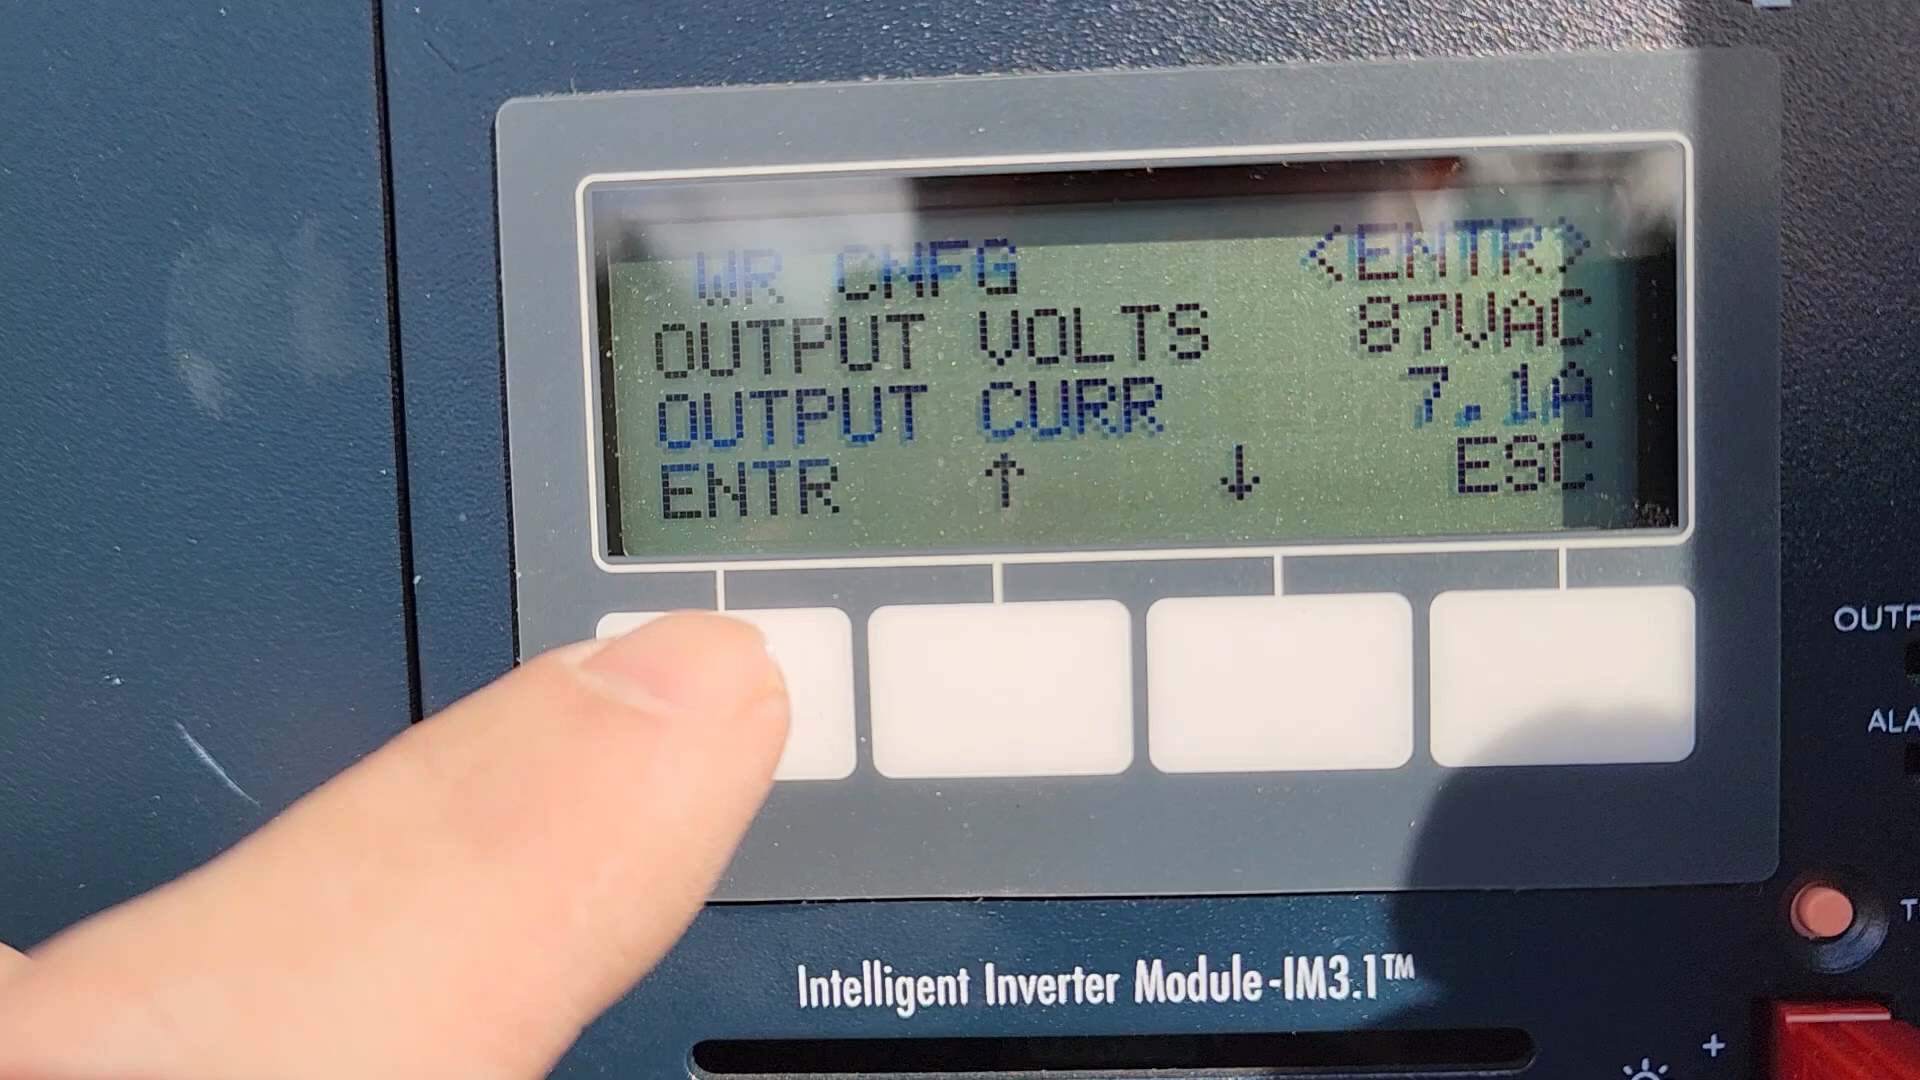 WR CNFG <ENTR>
OUTPUT VOLTS 87VAC
OUTPUT CURR 7.1A
ENTR ↑ ↓ ESC
Intelligent Inverter Module-IM3.1™
+